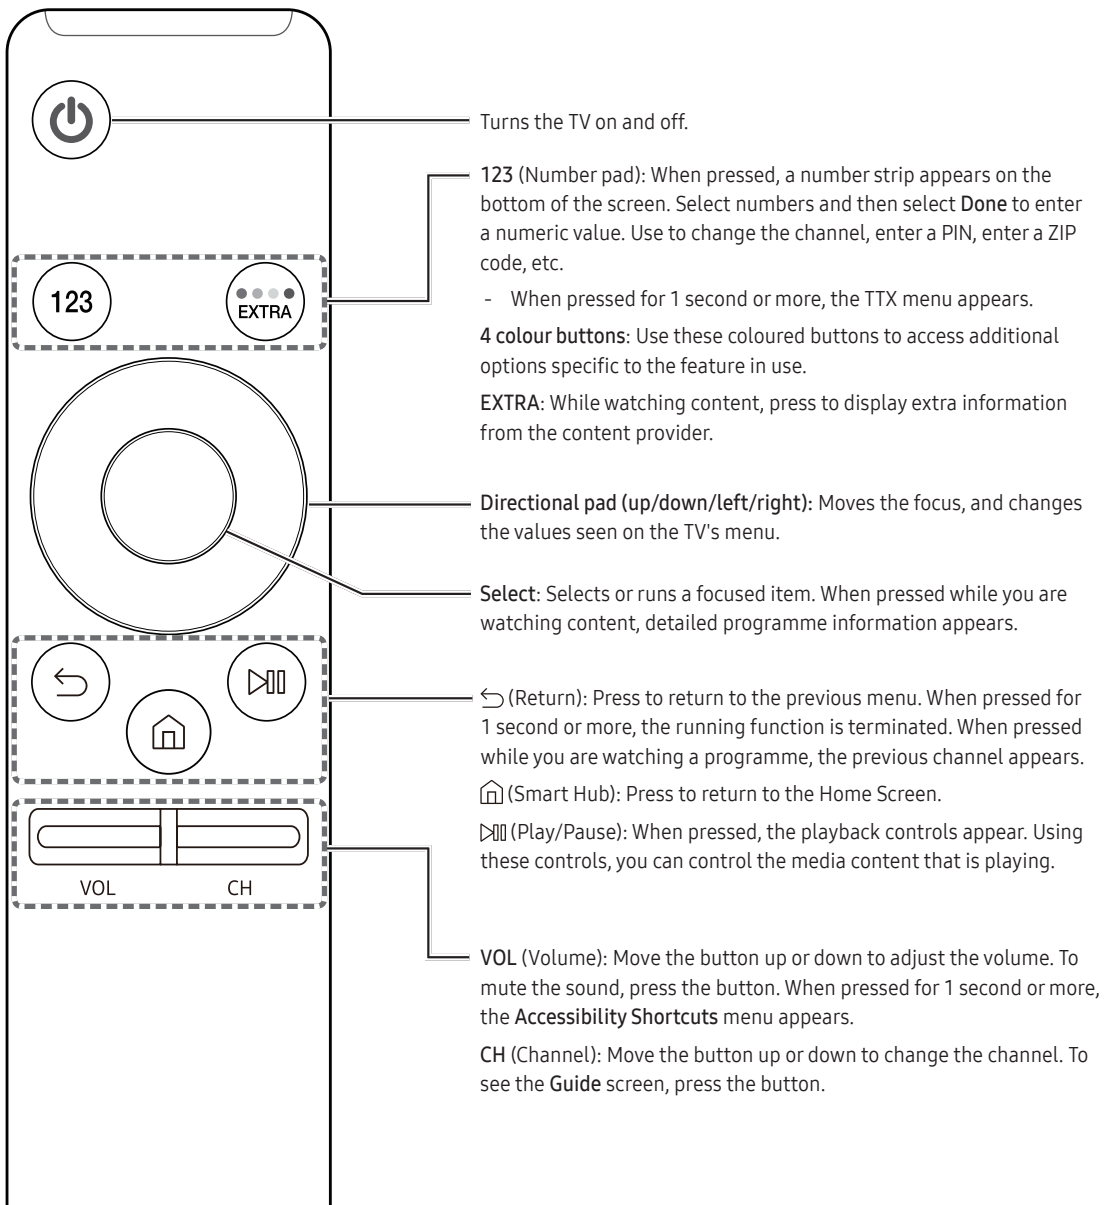 Turns the TV on and off.
123 (Number pad): When pressed, a number strip appears on the
bottom of the screen. Select numbers and then select Done to enter
a numeric value. Use to change the channel, enter a PIN, enter a ZIP
code, etc.
- When pressed for 1 second or more, the TTX menu appears.
4 colour buttons: Use these coloured buttons to access additional
options specific to the feature in use.
EXTRA: While watching content, press to display extra information
from the content provider.
123
EXTRA
Directional pad (up/down/left/right): Moves the focus, and changes
the values seen on the TV's menu.
Select: Selects or runs a focused item. When pressed while you are
watching content, detailed programme information appears.
(Return): Press to return to the previous menu. When pressed for
1 second or more, the running function is terminated. When pressed
while you are watching a programme, the previous channel appears.
(Smart Hub): Press to return to the Home Screen.
(Play/Pause): When pressed, the playback controls appear. Using
these controls, you can control the media content that is playing.
VOL
CH
VOL (Volume): Move the button up or down to adjust the volume. To
mute the sound, press the button. When pressed for 1 second or more,
the Accessibility Shortcuts menu appears.
CH (Channel): Move the button up or down to change the channel. To
see the Guide screen, press the button.